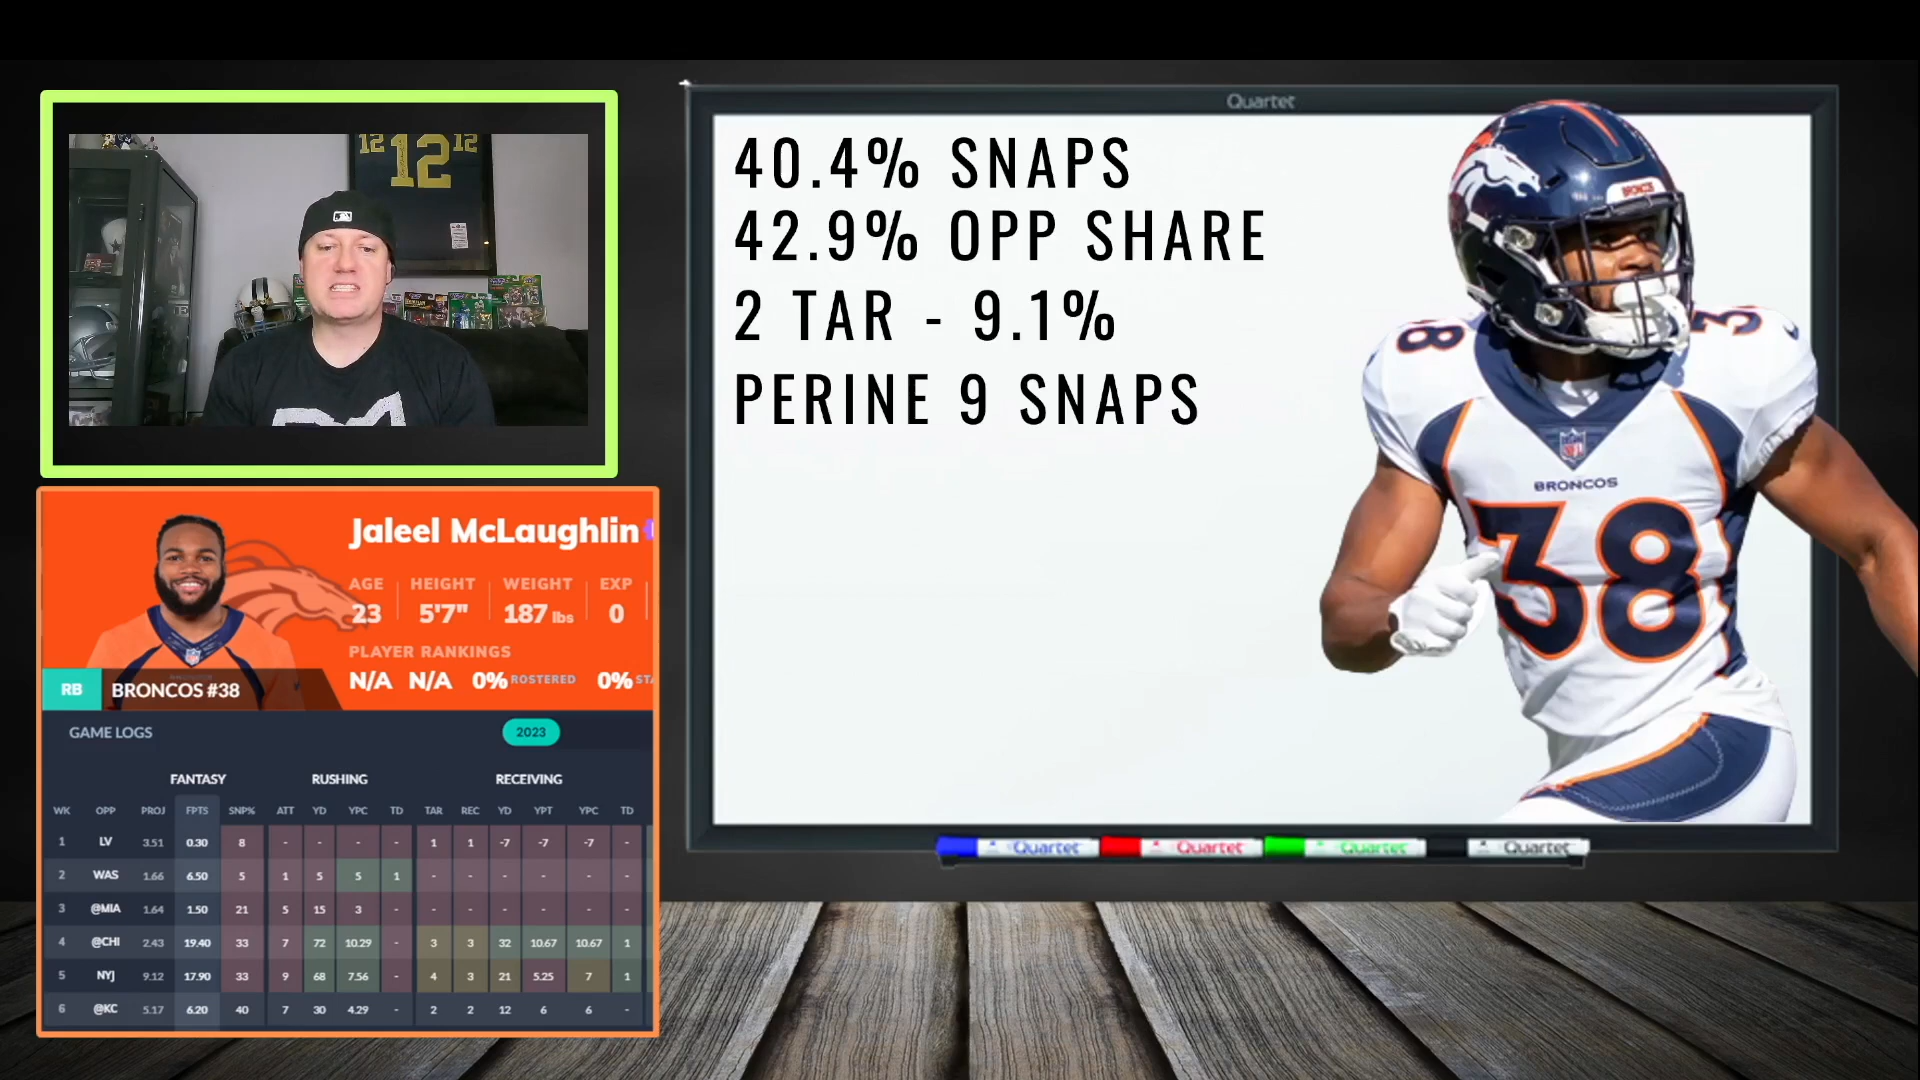 12 12 12
Quartet
40.4% SNAPS
42.9% OPP SHARE
2 TAR - 9.1%
PERINE 9 SNAPS
BRONCOS
38
3
BRONCOS
38
Quartet Quartet Quartet Quartet
Jaleel McLaughlin
AGE HEIGHT WEIGHT EXP
23 5'7" 187 lbs 0
PLAYER RANKINGS
N/A N/A 0% ROSTERED 0% STA
RB BRONCOS #38
GAME LOGS 2023
FANTASY RUSHING RECEIVING
WK OPP PROJ FPTS SNP% ATT YD YPC TD TAR REC YD YPT YPC TD
1 LV 3.51 0.30 8 - - - - 1 1 -7 -7 -7 -
2 WAS 1.66 6.50 5 1 5 5 1 - - - - - -
3 @MIA 1.64 1.50 21 5 15 3 - - - - - - -
4 @CHI 2.43 19.40 33 7 72 10.29 - 3 3 32 10.67 10.67 1
5 NYJ 9.12 17.90 33 9 68 7.56 - 4 3 21 5.25 7 1
6 @KC 5.17 6.20 40 7 30 4.29 - 2 2 12 6 6 -